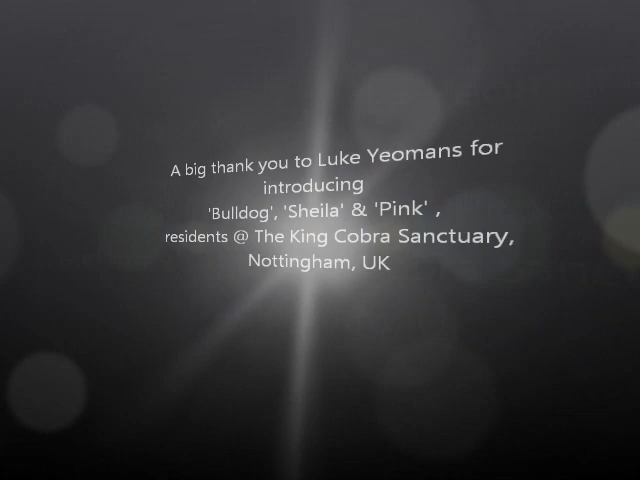 A big thank you to Luke Yeomans for
introducing
'Bulldog', 'Sheila' & 'Pink' ,
residents @ The King Cobra Sanctuary,
Nottingham, UK